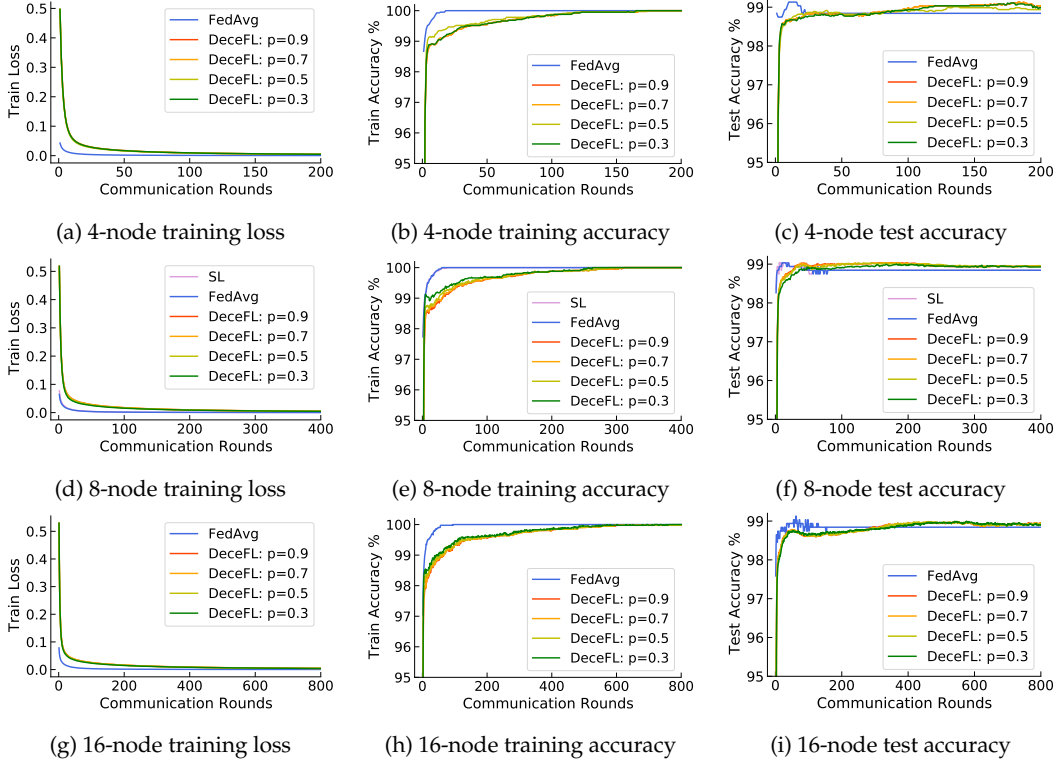 0.5
0.4
0.3
0.2
0.1
0.0
Train Loss
FedAvg
DeceFL: p=0.9
DeceFL: p=0.7
DeceFL: p=0.5
DeceFL: p=0.3
0 50 100 150 200
Communication Rounds
(a) 4-node training loss
100
99
98
97
96
95
Train Accuracy %
FedAvg
DeceFL: p=0.9
DeceFL: p=0.7
DeceFL: p=0.5
DeceFL: p=0.3
0 50 100 150 200
Communication Rounds
(b) 4-node training accuracy
99
98
97
96
95
Test Accuracy %
FedAvg
DeceFL: p=0.9
DeceFL: p=0.7
DeceFL: p=0.5
DeceFL: p=0.3
0 50 100 150 200
Communication Rounds
(c) 4-node test accuracy
0.5
0.4
0.3
0.2
0.1
0.0
Train Loss
SL
FedAvg
DeceFL: p=0.9
DeceFL: p=0.7
DeceFL: p=0.5
DeceFL: p=0.3
0 100 200 300 400
Communication Rounds
(d) 8-node training loss
100
99
98
97
96
95
Train Accuracy %
SL
FedAvg
DeceFL: p=0.9
DeceFL: p=0.7
DeceFL: p=0.5
DeceFL: p=0.3
0 100 200 300 400
Communication Rounds
(e) 8-node training accuracy
99
98
97
96
95
Test Accuracy %
SL
FedAvg
DeceFL: p=0.9
DeceFL: p=0.7
DeceFL: p=0.5
DeceFL: p=0.3
0 100 200 300 400
Communication Rounds
(f) 8-node test accuracy
0.5
0.4
0.3
0.2
0.1
0.0
Train Loss
FedAvg
DeceFL: p=0.9
DeceFL: p=0.7
DeceFL: p=0.5
DeceFL: p=0.3
0 200 400 600 800
Communication Rounds
(g) 16-node training loss
100
99
98
97
96
95
Train Accuracy %
FedAvg
DeceFL: p=0.9
DeceFL: p=0.7
DeceFL: p=0.5
DeceFL: p=0.3
0 200 400 600 800
Communication Rounds
(h) 16-node training accuracy
99
98
97
96
95
Test Accuracy %
FedAvg
DeceFL: p=0.9
DeceFL: p=0.7
DeceFL: p=0.5
DeceFL: p=0.3
0 200 400 600 800
Communication Rounds
(i) 16-node test accuracy